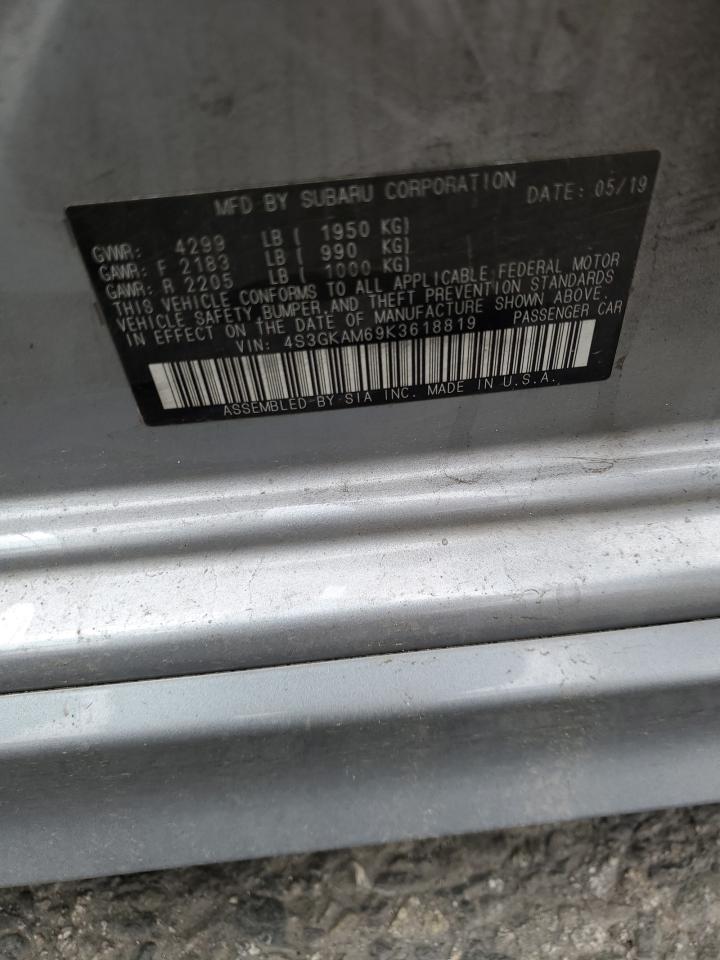 MFD BY SUBARU CORPORATION DATE: 05/19
GVWR: 4299 LB ( 1950 KG)
GAWR: F 2183 LB ( 990 KG)
GAWR: R 2205 LB ( 1000 KG)
THIS VEHICLE CONFORMS TO ALL APPLICABLE FEDERAL MOTOR
VEHICLE SAFETY, BUMPER, AND THEFT PREVENTION STANDARDS
IN EFFECT ON THE DATE OF MANUFACTURE SHOWN ABOVE.
VIN: 4S3GKAM69K3618819 PASSENGER CAR
ASSEMBLED BY SIA INC. MADE IN U.S.A.